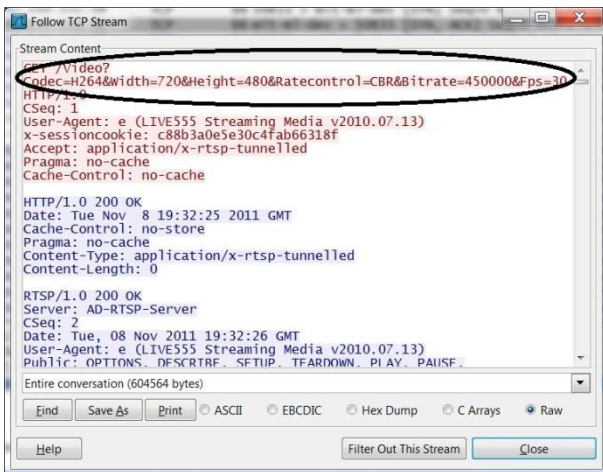 Follow TCP Stream
Stream Content
GET /Video?
Codec=H264&Width=720&Height=480&Ratecontrol=CBR&Bitrate=450000&Fps=30
HTTP/1.0
CSeq: 1
User-Agent: e (LIVE555 Streaming Media v2010.07.13)
x-sessioncookie: c88b3a0e5e30c4fab66318f
Accept: application/x-rtsp-tunnelled
Pragma: no-cache
Cache-Control: no-cache
HTTP/1.0 200 OK
Date: Tue Nov  8 19:32:25 2011 GMT
Cache-Control: no-store
Pragma: no-cache
Content-Type: application/x-rtsp-tunnelled
Content-Length: 0
RTSP/1.0 200 OK
Server: AD-RTSP-Server
CSeq: 2
Date: Tue, 08 Nov 2011 19:32:26 GMT
User-Agent: e (LIVE555 Streaming Media v2010.07.13)
Public: OPTIONS, DESCRIBE, SETUP, TEARDOWN, PLAY, PAUSE,
Entire conversation (604564 bytes)
Find Save As Print ASCII EBCDIC Hex Dump C Arrays Raw
Help Filter Out This Stream Close